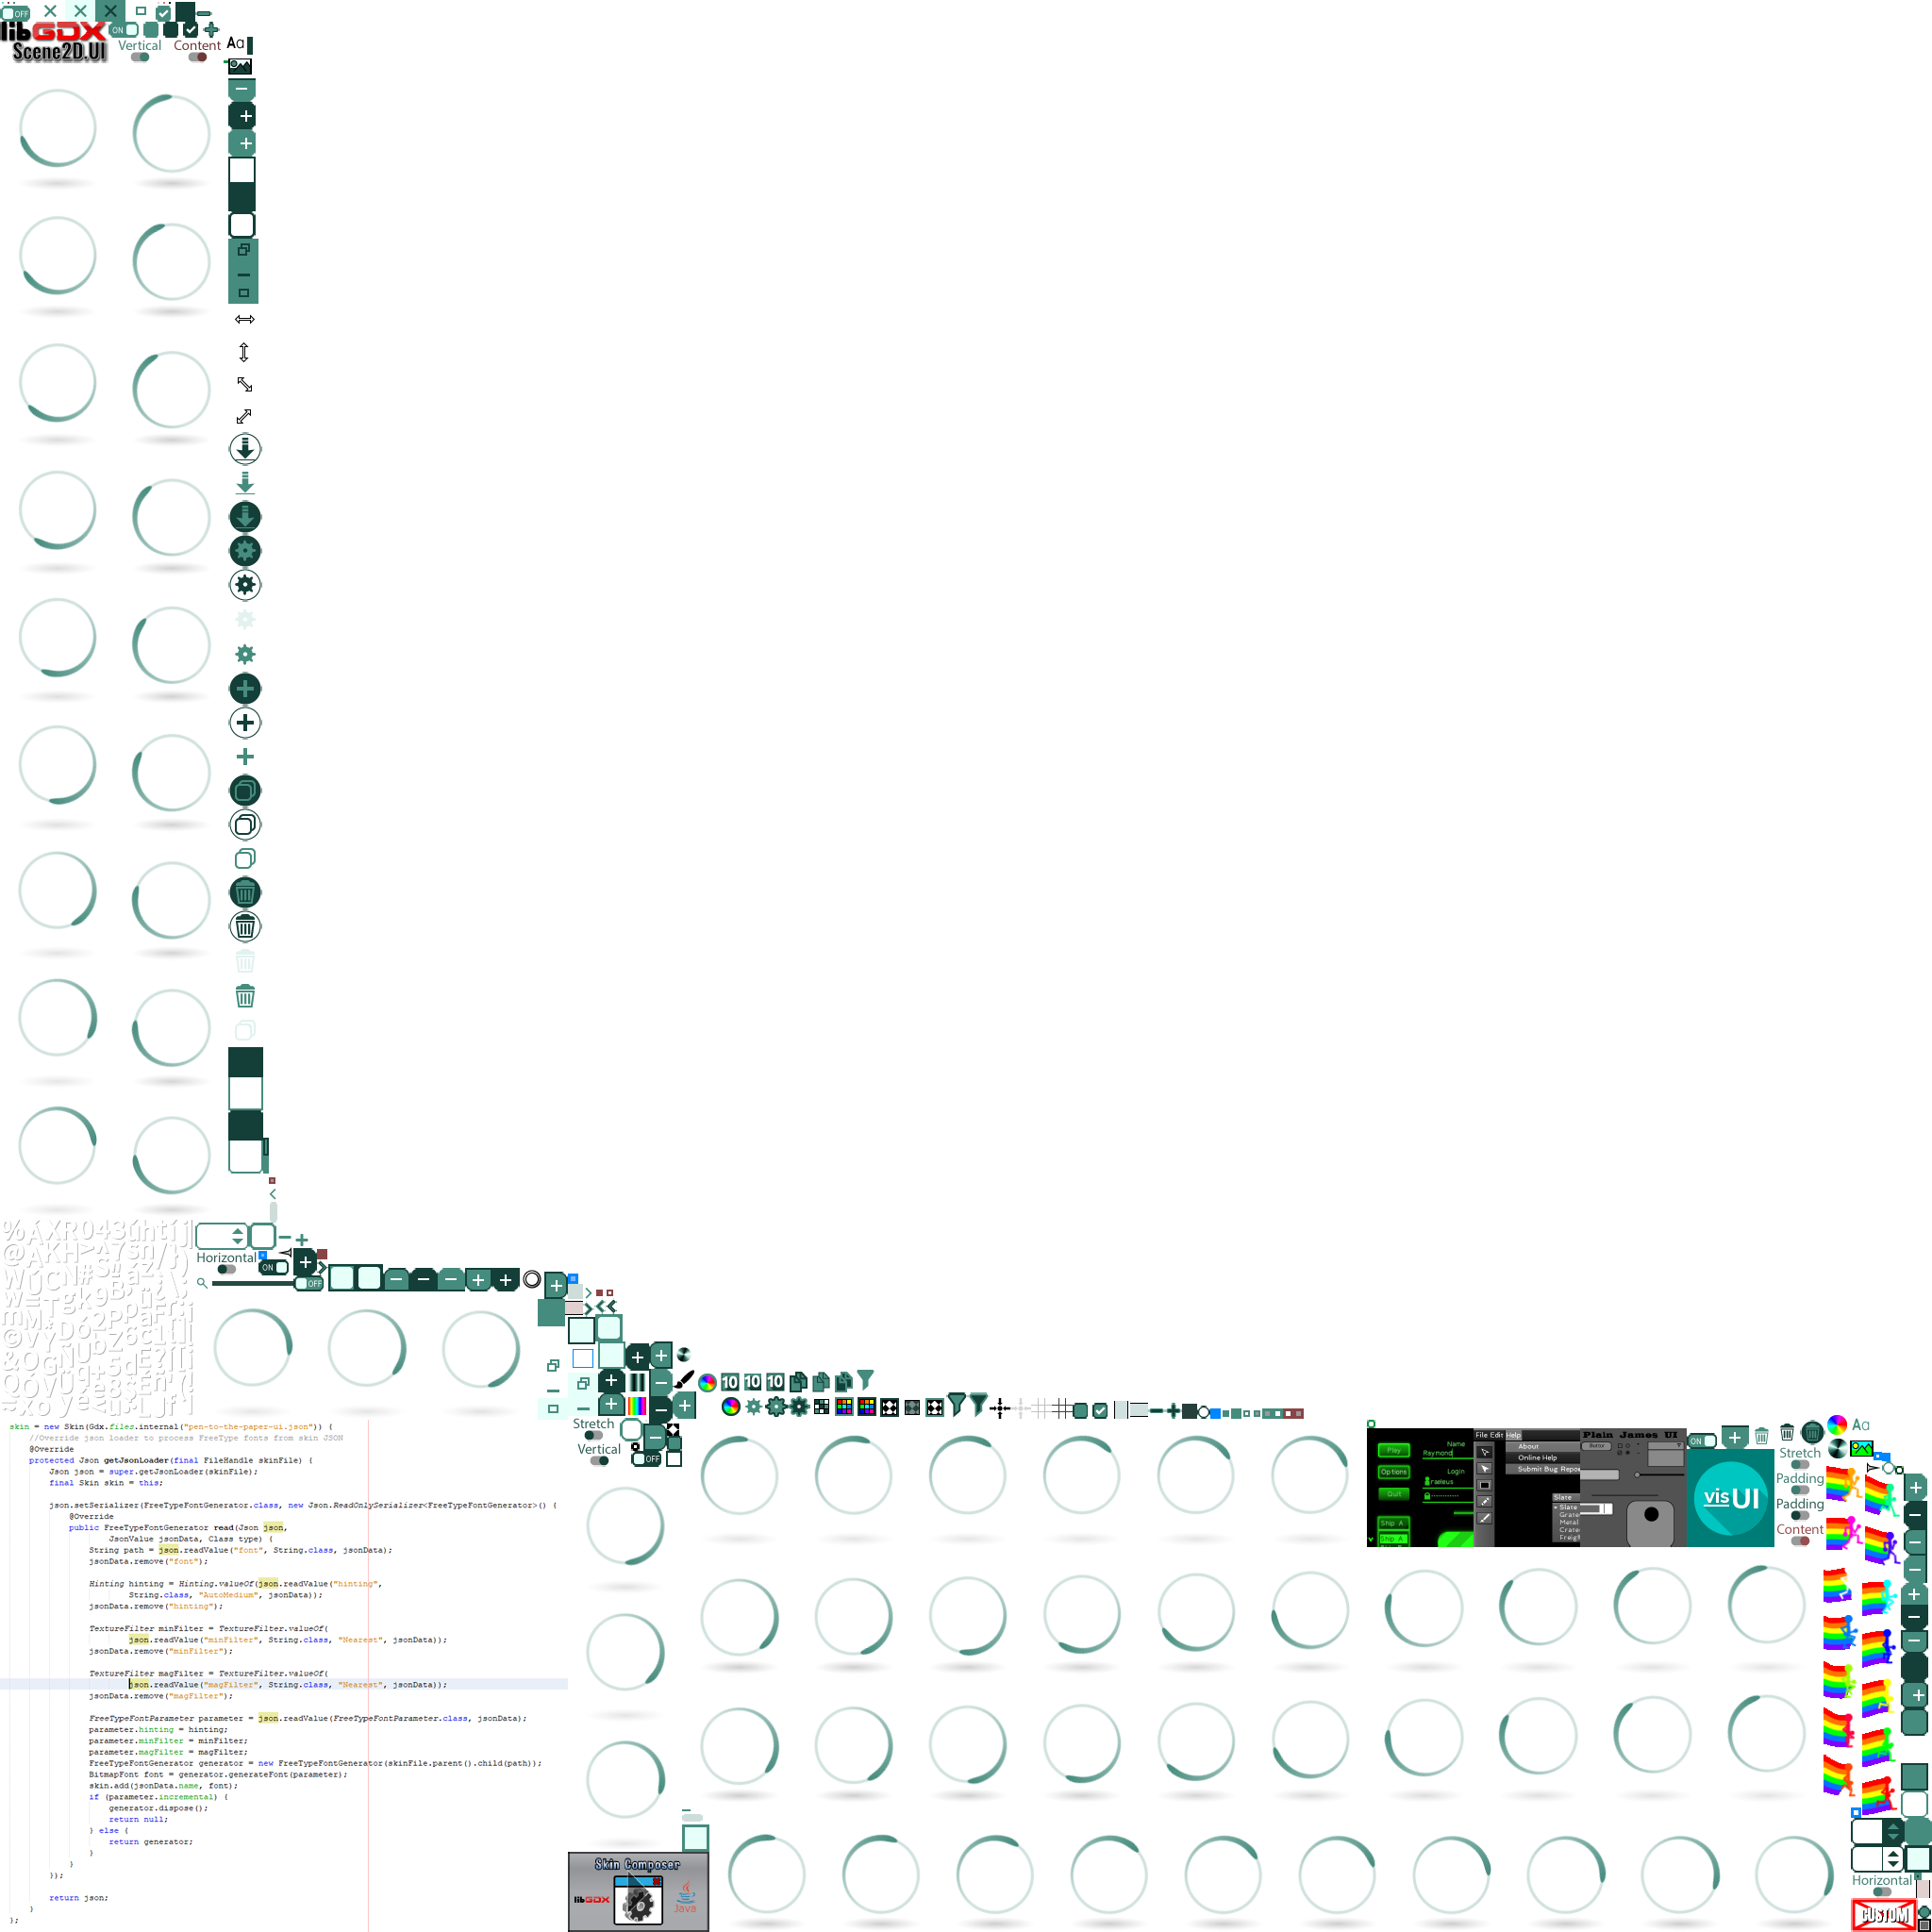 OFF
libGDX
Scene2D.UI
ON
Vertical
Content
Aa
Horizontal
ON
OFF
skin = new Skin(Gdx.files.internal("pen-to-the-paper-ui.json")) {
//Override json loader to process FreeType fonts from skin JSON
@Override
protected Json getJsonLoader(final FileHandle skinFile) {
Json json = super.getJsonLoader(skinFile);
final Skin skin = this;
json.setSerializer(FreeTypeFontGenerator.class, new Json.ReadOnlySerializer<FreeTypeFontGenerator>() {
@Override
public FreeTypeFontGenerator read(Json json,
JsonValue jsonData, Class type) {
String path = json.readValue("font", String.class, jsonData);
jsonData.remove("font");
Hinting hinting = Hinting.valueOf(json.readValue("hinting",
String.class, "AutoMedium", jsonData));
jsonData.remove("hinting");
TextureFilter minFilter = TextureFilter.valueOf(
json.readValue("minFilter", String.class, "Nearest", jsonData));
jsonData.remove("minFilter");
TextureFilter magFilter = TextureFilter.valueOf(
json.readValue("magFilter", String.class, "Nearest", jsonData));
jsonData.remove("magFilter");
FreeTypeFontParameter parameter = json.readValue(FreeTypeFontParameter.class, jsonData);
parameter.hinting = hinting;
parameter.minFilter = minFilter;
parameter.magFilter = magFilter;
FreeTypeFontGenerator generator = new FreeTypeFontGenerator(skinFile.parent().child(path));
BitmapFont font = generator.generateFont(parameter);
skin.add(jsonData.name, font);
if (parameter.incremental) {
generator.dispose();
return null;
} else {
return generator;
}
}
});
return json;
}
};
10 10 10
Stretch
Vertical
OFF
Skin Composer
libGDX
Java
Play
Options
Quit
Ship A
Ship A
Name
Raymond
Login
File Edit Help
About
Online Help
Submit Bug Repor
Slate
Slate
Grate
Metal
Crate
Plain James UI
Button
ON
vis UI
Stretch
Padding
Padding
Content
Aa
Horizontal
CUSTOM